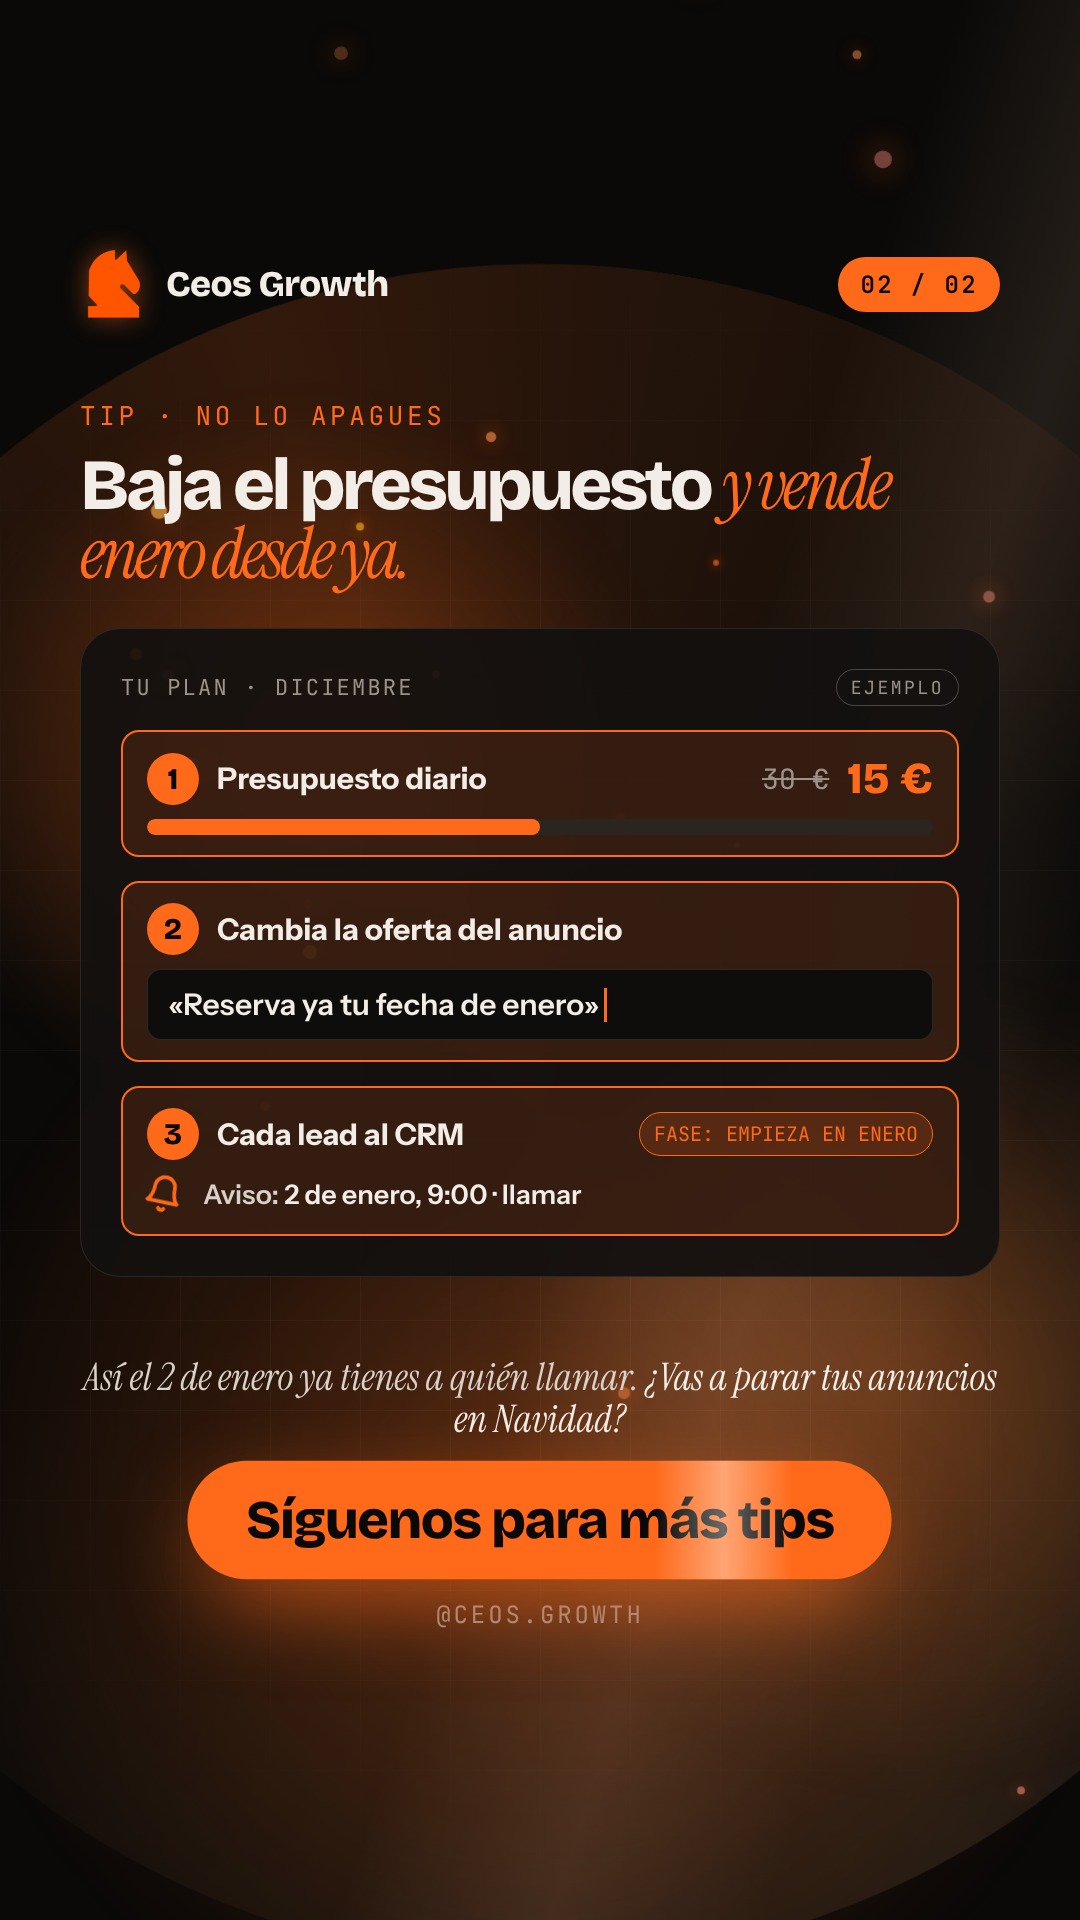 Ceos Growth
02 / 02
TIP · NO LO APAGUES
Baja el presupuesto y vende
enero desde ya.
TU PLAN · DICIEMBRE
EJEMPLO
1 Presupuesto diario 30 € 15 €
2 Cambia la oferta del anuncio
«Reserva ya tu fecha de enero»
3 Cada lead al CRM FASE: EMPIEZA EN ENERO
Aviso: 2 de enero, 9:00 · llamar
Así el 2 de enero ya tienes a quién llamar. ¿Vas a parar tus anuncios
en Navidad?
Síguenos para más tips
@CEOS.GROWTH